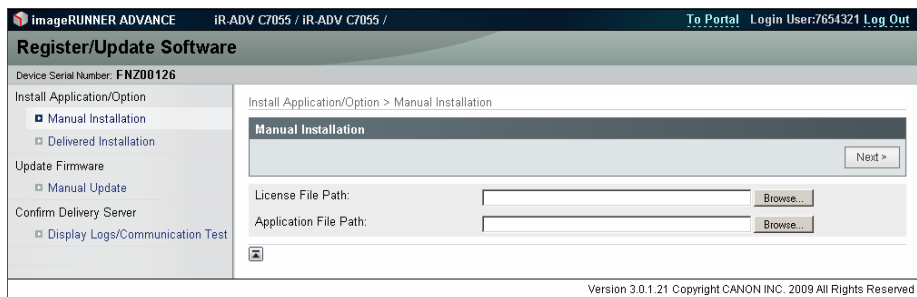 imageRUNNER ADVANCE iR-ADV C7055 / iR-ADV C7055 / To Portal Login User:7654321 Log Out
Register/Update Software
Device Serial Number: FNZ00126
Install Application/Option
Manual Installation
Delivered Installation
Update Firmware
Manual Update
Confirm Delivery Server
Display Logs/Communication Test
Install Application/Option > Manual Installation
Manual Installation
Next »
License File Path: Browse...
Application File Path: Browse...
Version 3.0.1.21 Copyright CANON INC. 2009 All Rights Reserved